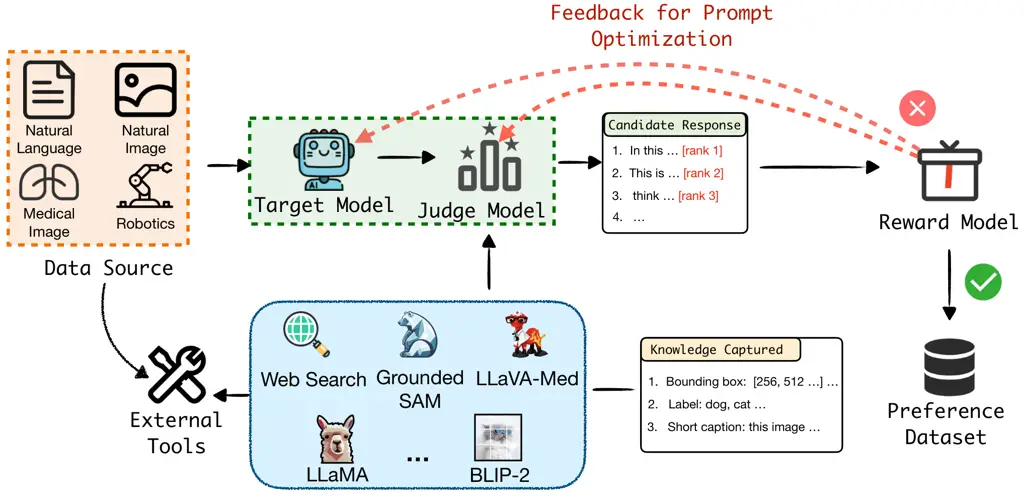 Feedback for Prompt
Optimization
Natural
Language
Natural
Image
Medical
Image
Robotics
Data Source
AI
Target Model
Judge Model
Candidate Response
1. In this ... [rank 1]
2. This is ... [rank 2]
3. think ... [rank 3]
4. ...
Reward Model
External
Tools
Web Search
Grounded
SAM
LLaVA-Med
LLaMA
...
BLIP-2
Knowledge Captured
1. Bounding box: [256, 512 ...] ...
2. Label: dog, cat ...
3. Short caption: this image ...
Preference
Dataset